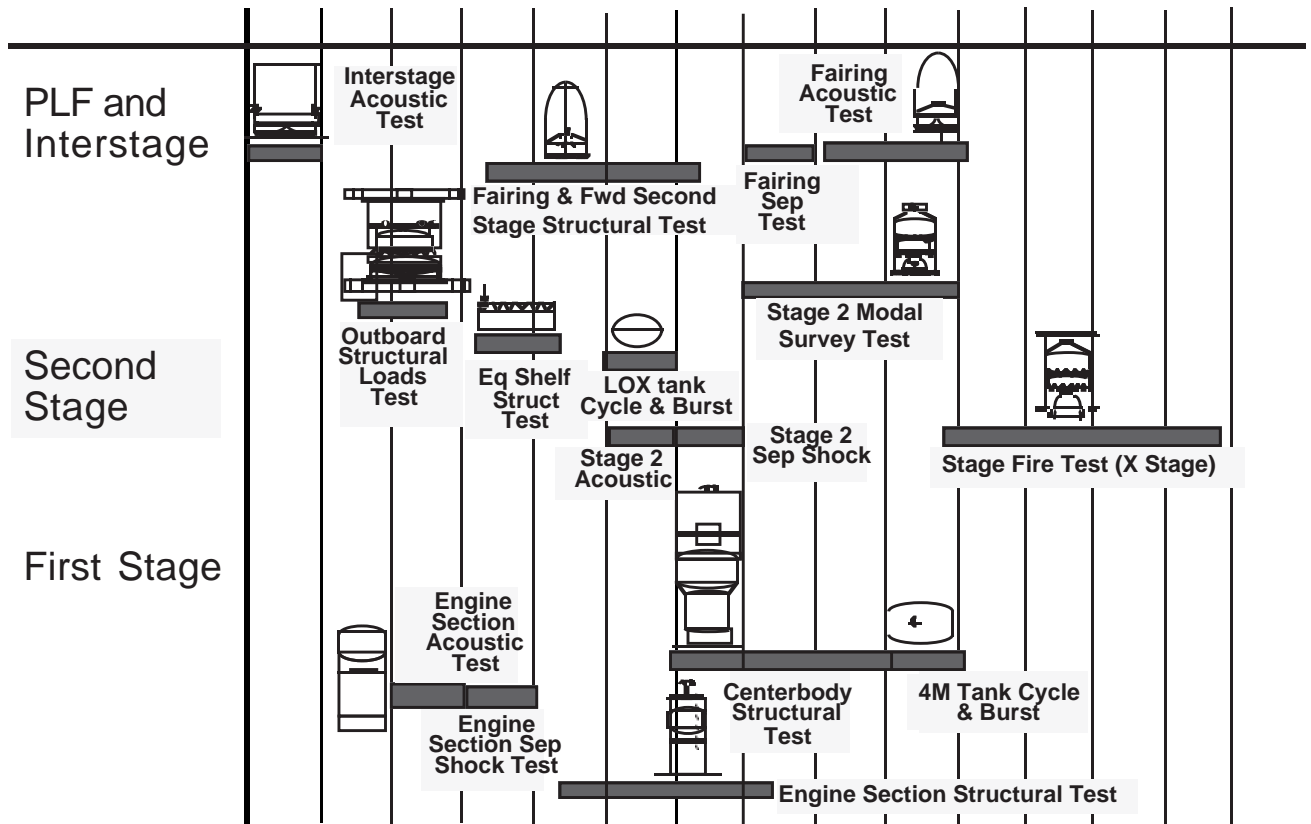 PLF and
Interstage
Interstage
Acoustic
Test
Fairing
Acoustic
Test
Fairing & Fwd Second
Stage Structural Test
Fairing
Sep
Test
Second
Stage
Outboard
Structural
Loads
Test
Eq Shelf
Struct
Test
LOX tank
Cycle & Burst
Stage 2 Modal
Survey Test
Stage 2
Acoustic
Stage 2
Sep Shock
Stage Fire Test (X Stage)
First Stage
Engine
Section
Acoustic
Test
Engine
Section Sep
Shock Test
Centerbody
Structural
Test
4M Tank Cycle
& Burst
Engine Section Structural Test